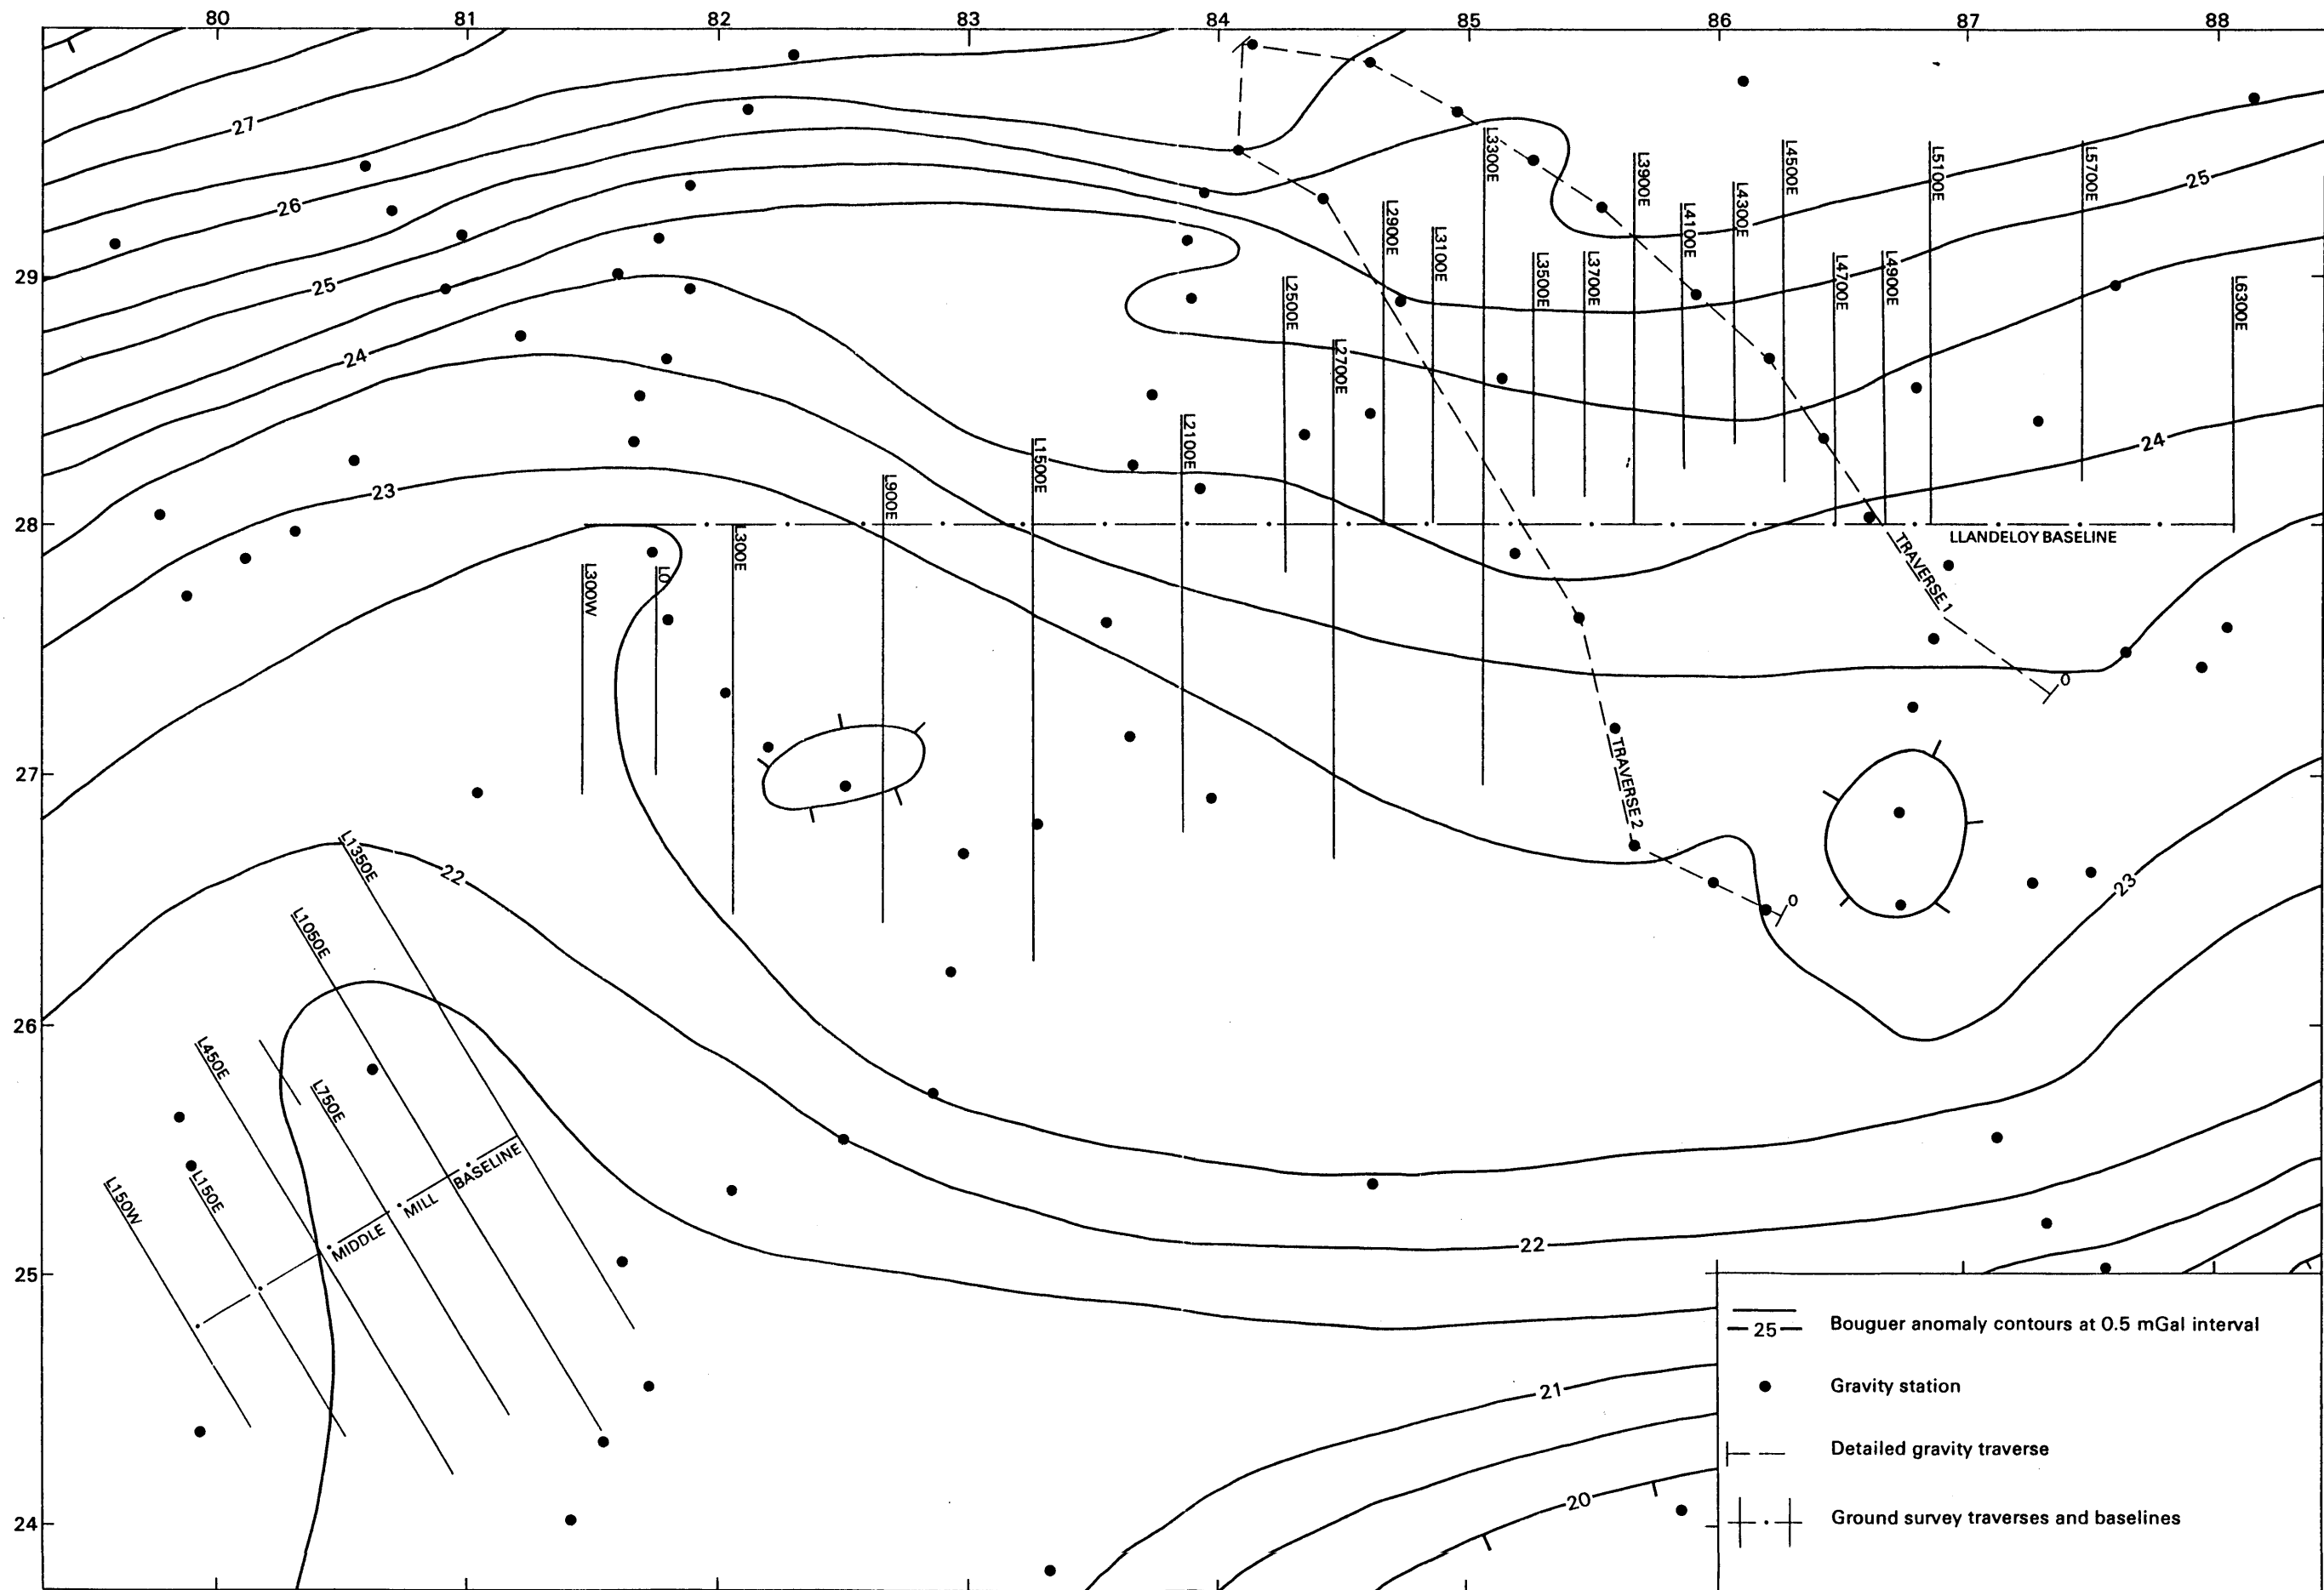 80 81 82 83 84 85 86 87 88
27
26
25
24
23
22
25
24
23
22
21
20
29
28
27
26
25
24
L3300E
L3900E
L4500E
L5100E
L5700E
L4300E
L4100E
L2900E
L3100E
L3500E
L3700E
L4700E
L4900E
L6300E
L2500E
L2700E
L2100E
L1500E
L900E
L300E
L0
L300W
LLANDELOY BASELINE
TRAVERSE 1
0
TRAVERSE 2
0
L1350E
L1050E
L450E
L750E
L150E
L150W
MIDDLE MILL BASELINE
25 Bouguer anomaly contours at 0.5 mGal interval
Gravity station
Detailed gravity traverse
Ground survey traverses and baselines